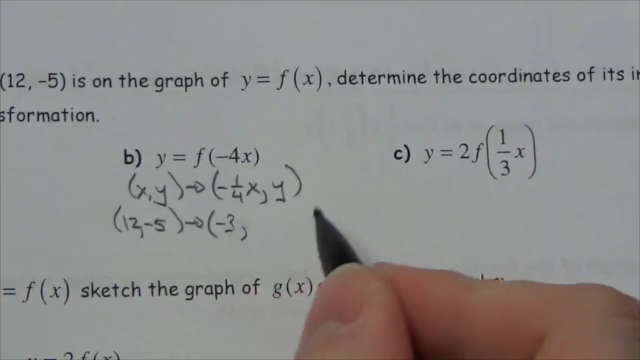 (12, -5) is on the graph of y = f(x), determine the coordinates of its
sformation.
b) y = f(-4x)
c) y = 2f(1/3 x)
(x, y) → (-1/4 x, y)
(12, -5) → (-3,
= f(x) sketch the graph of g(x)
y = 2f(x)